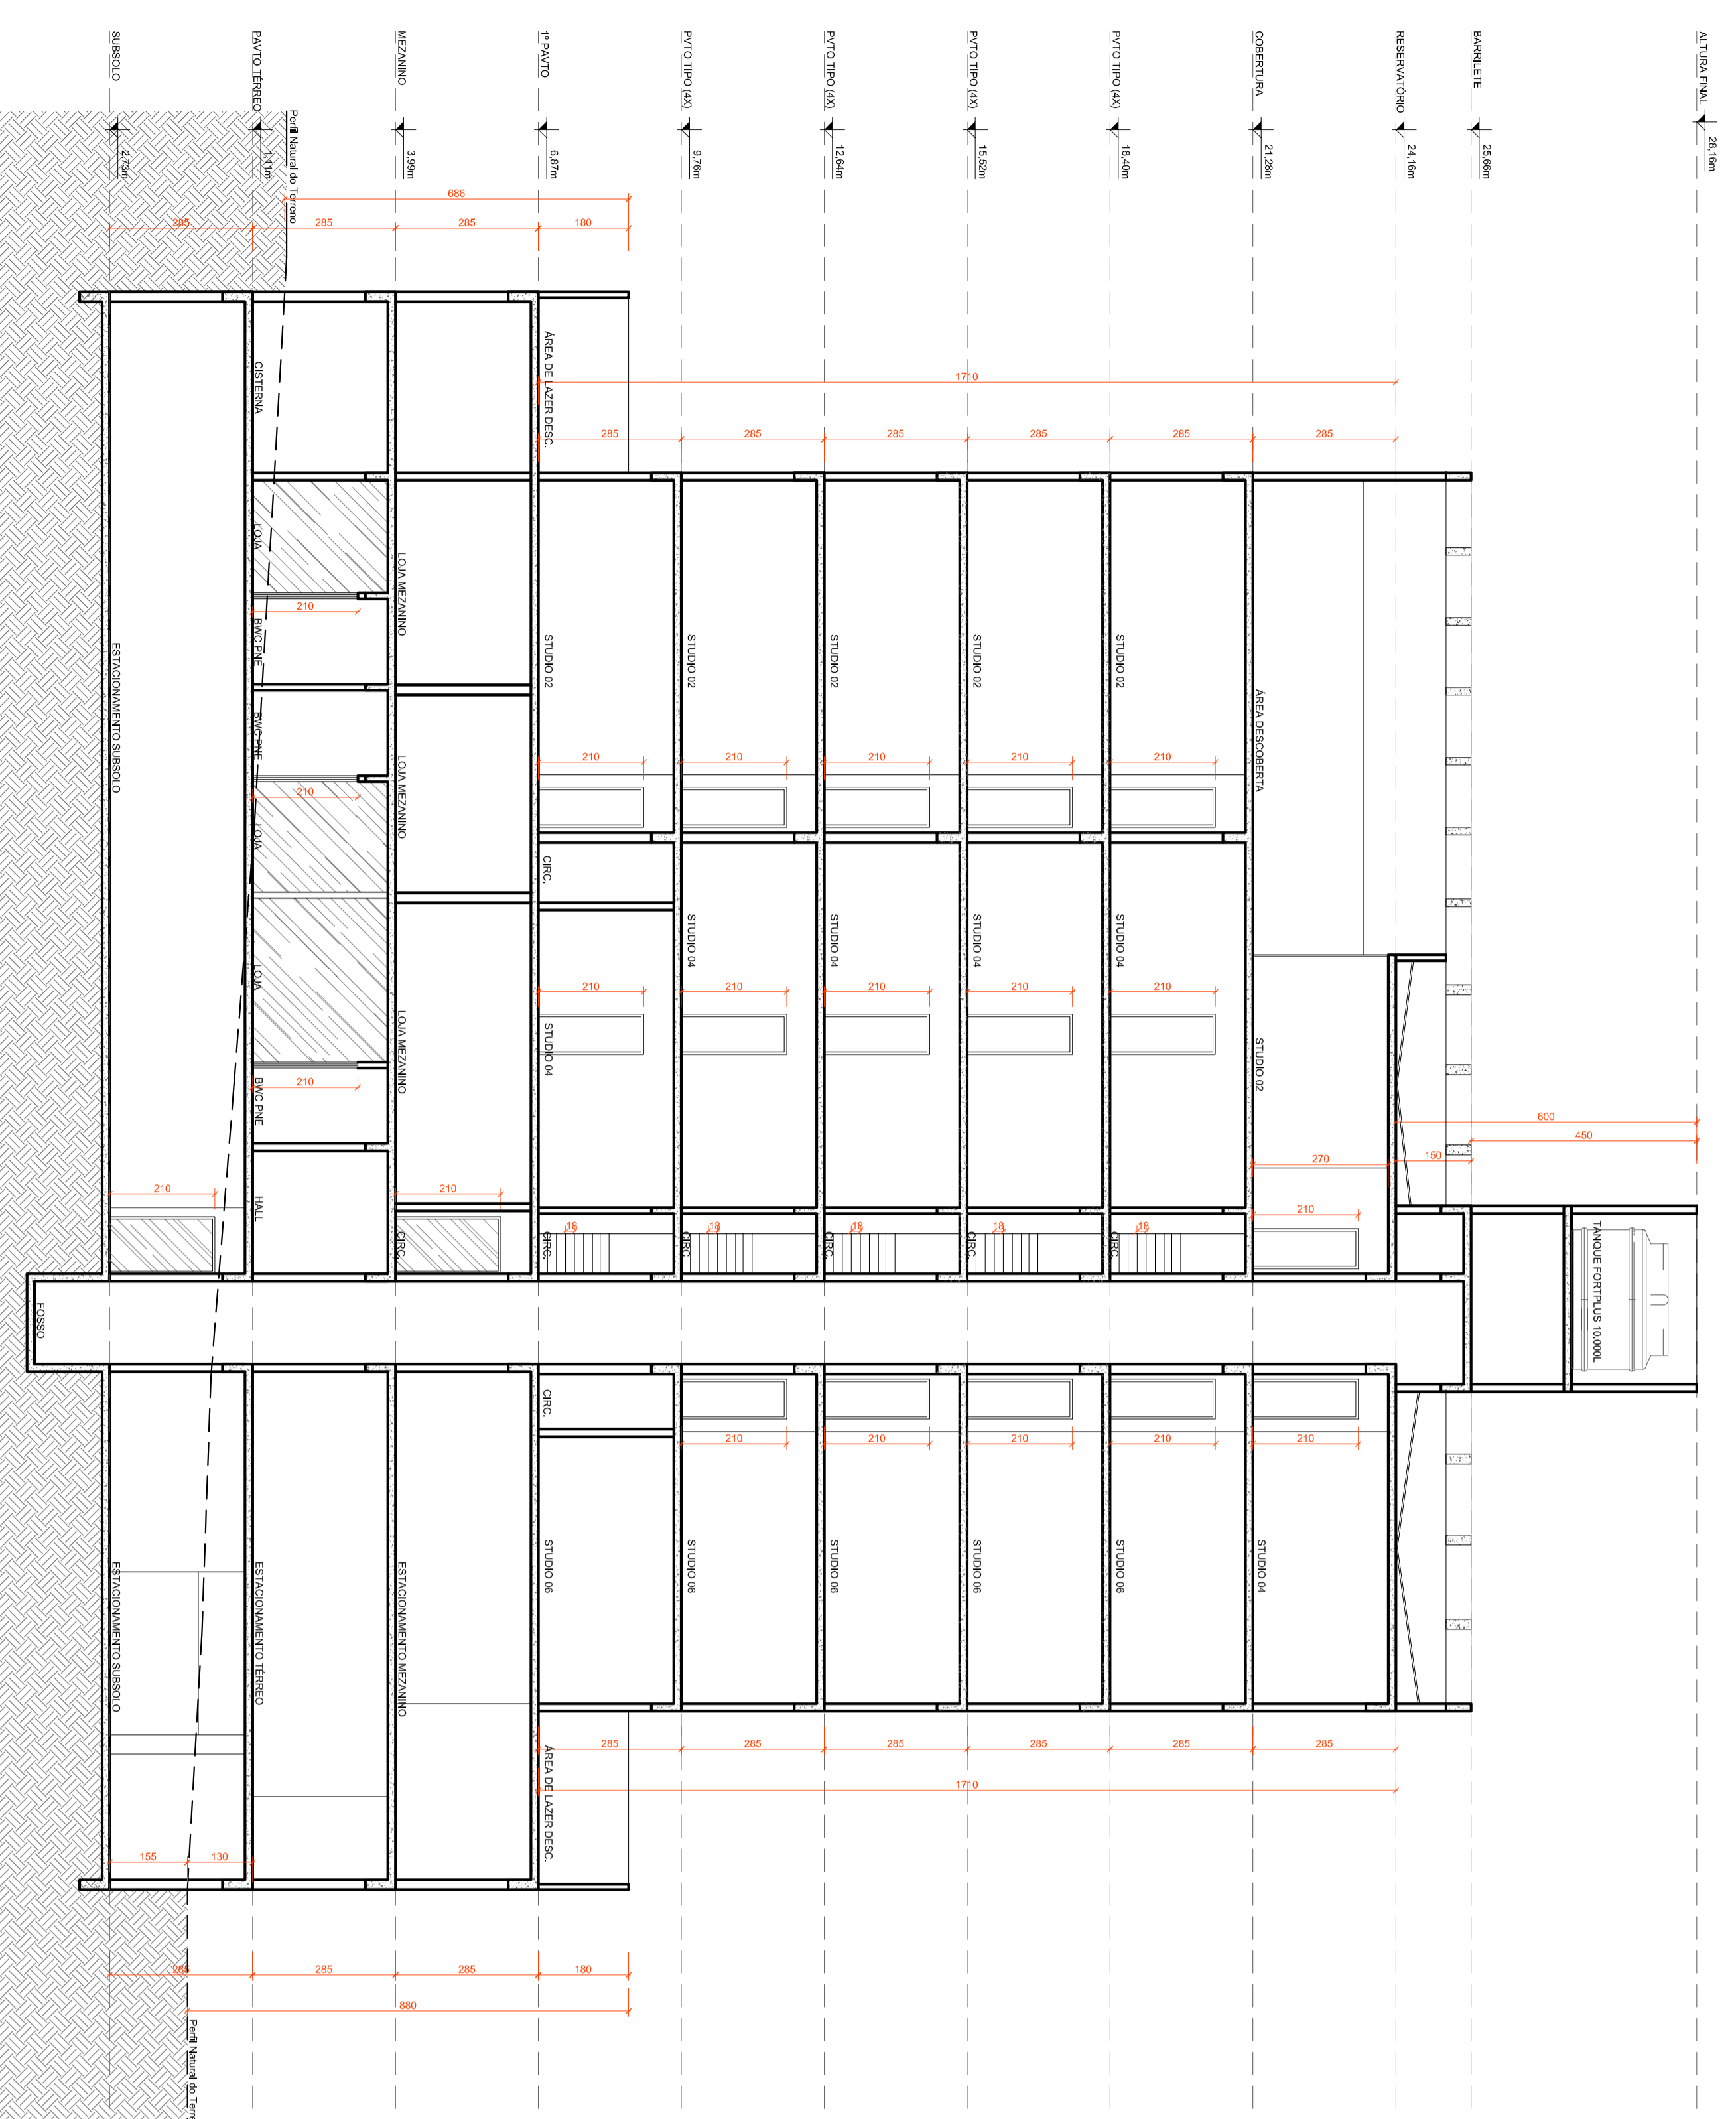 ALTURA FINAL
28,16m
BARRILETE
25,66m
RESERVATÓRIO
24,16m
COBERTURA
21,28m
PVTO TIPO (4X)
18,40m
PVTO TIPO (4X)
15,52m
PVTO TIPO (4X)
12,64m
PVTO TIPO (4X)
9,76m
1º PAVTO
6,87m
MEZANINO
3,99m
PAVTO TÉRREO
1,11m
SUBSOLO
2,73m
Perfil Natural do Terreno
686
285
285
285
180
1710
285
285
285
285
285
285
600
450
150
270
210
TANQUE FORTPLUS 10.000L
ÁREA DESCOBERTA
STUDIO 02
STUDIO 04
210
STUDIO 02
210
STUDIO 04
210
18
CIRC.
STUDIO 06
210
STUDIO 02
210
STUDIO 04
210
18
CIRC.
STUDIO 06
210
STUDIO 02
210
STUDIO 04
210
18
CIRC.
STUDIO 06
210
STUDIO 02
210
STUDIO 04
210
18
CIRC.
STUDIO 06
210
ÁREA DE LAZER DESC.
STUDIO 02
210
CIRC.
STUDIO 04
210
18
CIRC.
CIRC.
STUDIO 06
210
ÁREA DE LAZER DESC.
LOJA MEZANINO
LOJA MEZANINO
LOJA MEZANINO
210
CIRC.
ESTACIONAMENTO MEZANINO
CISTERNA
LOJA
210
BWC PNE
BWC PNE
210
LOJA
LOJA
210
BWC PNE
HALL
ESTACIONAMENTO TÉRREO
ESTACIONAMENTO SUBSOLO
210
FOSSO
ESTACIONAMENTO SUBSOLO
155
130
285
285
285
285
285
285
1710
285
285
285
180
880
Perfil Natural do Terre